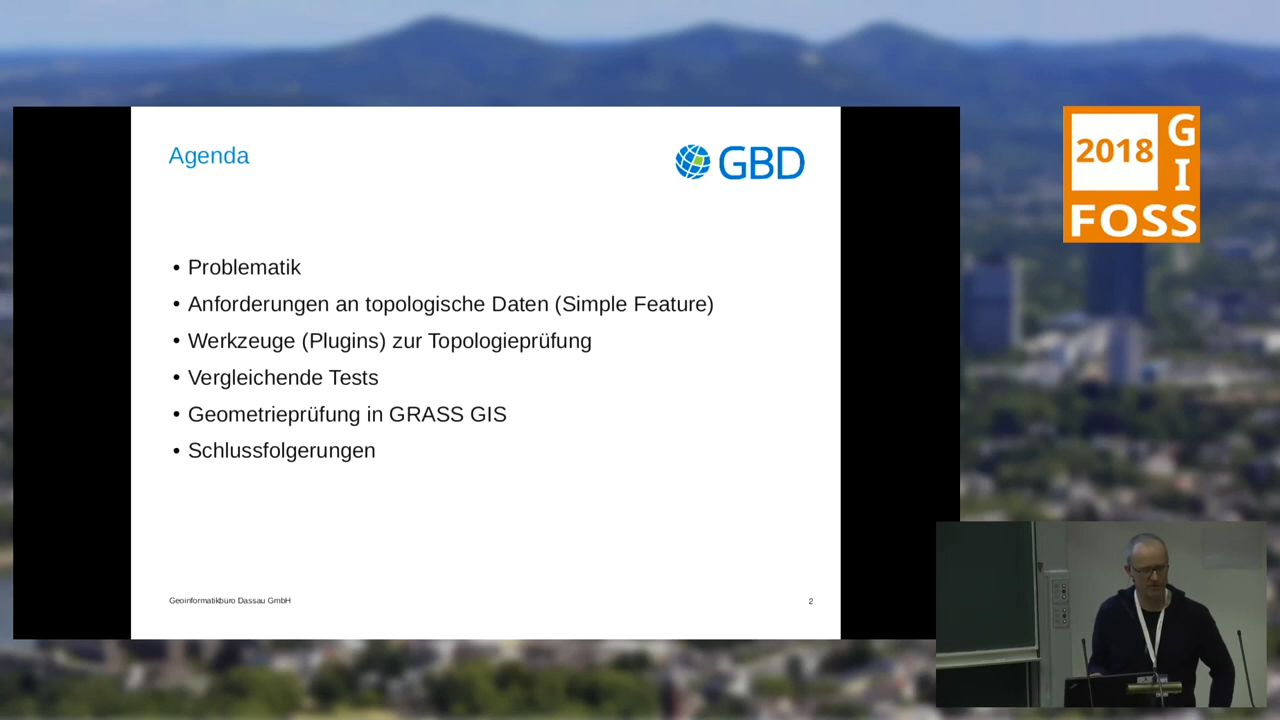 Agenda
GBD
• Problematik
• Anforderungen an topologische Daten (Simple Feature)
• Werkzeuge (Plugins) zur Topologieprüfung
• Vergleichende Tests
• Geometrieprüfung in GRASS GIS
• Schlussfolgerungen
Geoinformatikbüro Dassau GmbH
2
2018
G
I
FOSS